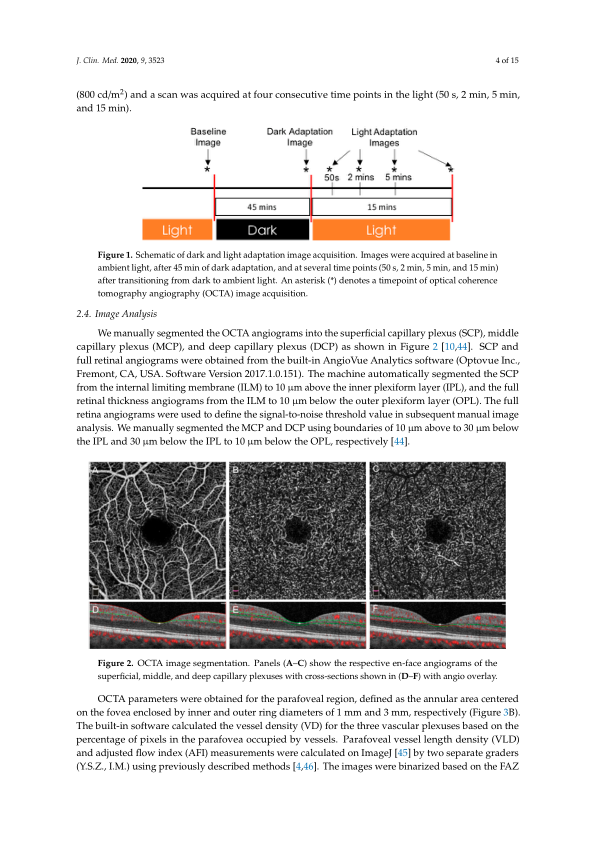 J. Clin. Med. 2020, 9, 3523
4 of 15
(800 cd/m2) and a scan was acquired at four consecutive time points in the light (50 s, 2 min, 5 min,
and 15 min).
Baseline
Image
Dark Adaptation
Image
Light Adaptation
Images
* * * * * *
50s 2 mins 5 mins
45 mins
15 mins
Light
Dark
Light
Figure 1. Schematic of dark and light adaptation image acquisition. Images were acquired at baseline in
ambient light, after 45 min of dark adaptation, and at several time points (50 s, 2 min, 5 min, and 15 min)
after transitioning from dark to ambient light. An asterisk (*) denotes a timepoint of optical coherence
tomography angiography (OCTA) image acquisition.
2.4. Image Analysis
We manually segmented the OCTA angiograms into the superficial capillary plexus (SCP), middle
capillary plexus (MCP), and deep capillary plexus (DCP) as shown in Figure 2 [10,44]. SCP and
full retinal angiograms were obtained from the built-in AngioVue Analytics software (Optovue Inc.,
Fremont, CA, USA. Software Version 2017.1.0.151). The machine automatically segmented the SCP
from the internal limiting membrane (ILM) to 10 µm above the inner plexiform layer (IPL), and the full
retinal thickness angiograms from the ILM to 10 µm below the outer plexiform layer (OPL). The full
retina angiograms were used to define the signal-to-noise threshold value in subsequent manual image
analysis. We manually segmented the MCP and DCP using boundaries of 10 µm above to 30 µm below
the IPL and 30 µm below the IPL to 10 µm below the OPL, respectively [44].
A
B
C
D
E
F
Figure 2. OCTA image segmentation. Panels (A–C) show the respective en-face angiograms of the
superficial, middle, and deep capillary plexuses with cross-sections shown in (D–F) with angio overlay.
OCTA parameters were obtained for the parafoveal region, defined as the annular area centered
on the fovea enclosed by inner and outer ring diameters of 1 mm and 3 mm, respectively (Figure 3B).
The built-in software calculated the vessel density (VD) for the three vascular plexuses based on the
percentage of pixels in the parafovea occupied by vessels. Parafoveal vessel length density (VLD)
and adjusted flow index (AFI) measurements were calculated on ImageJ [45] by two separate graders
(Y.S.Z., I.M.) using previously described methods [4,46]. The images were binarized based on the FAZ